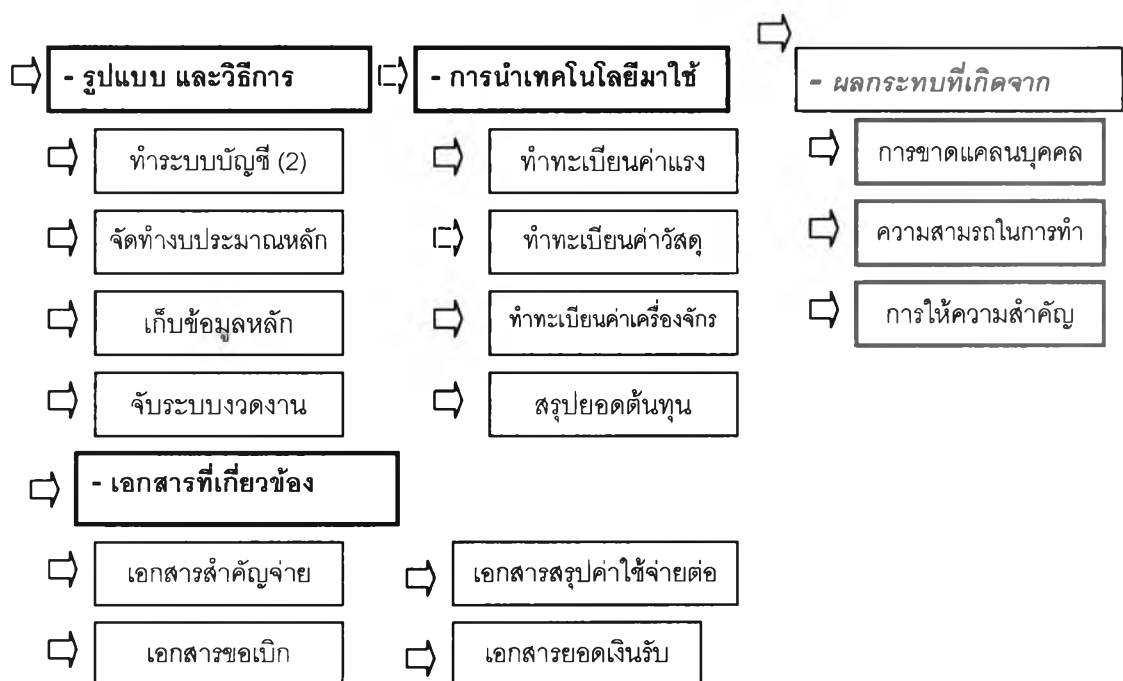 - รูปแบบ และวิธีการ
ทำระบบบัญชี (2)
จัดทำงบประมาณหลัก
เก็บข้อมูลหลัก
จับระบบงวดงาน
- การนำเทคโนโลยีมาใช้
ทำทะเบียนค่าแรง
ทำทะเบียนค่าวัสดุ
ทำทะเบียนค่าเครื่องจักร
สรุปยอดต้นทุน
- ผลกระทบที่เกิดจาก
การขาดแคลนบุคคล
ความสามรถในการทำ
การให้ความสำคัญ
- เอกสารที่เกี่ยวข้อง
เอกสารสำคัญจ่าย
เอกสารขอเบิก
เอกสารสรุปค่าใช้จ่ายต่อ
เอกสารยอดเงินรับ